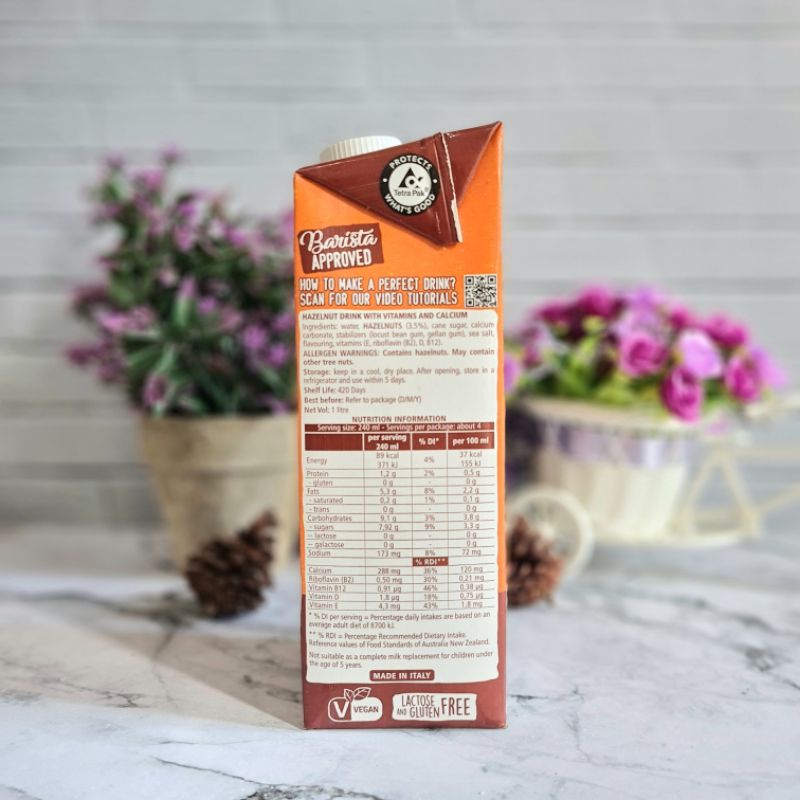 PROTECTS
Tetra Pak®
WHAT'S GOOD
Barista
APPROVED
HOW TO MAKE A PERFECT DRINK?
SCAN FOR OUR VIDEO TUTORIALS
HAZELNUT DRINK WITH VITAMINS AND CALCIUM
Ingredients: water, HAZELNUTS (3,5%), cane sugar, calcium
carbonate, stabilizers (locust bean gum, gellan gum), sea salt,
flavouring, vitamins (E, riboflavin (B2), D, B12).
ALLERGEN WARNINGS: Contains hazelnuts. May contain
other tree nuts.
Storage: keep in a cool, dry place. After opening, store in a
refrigerator and use within 5 days.
Shelf Life: 420 Days
Best before: Refer to package (D/M/Y)
Net Vol: 1 litre
NUTRITION INFORMATION
Serving size: 240 ml - Servings per package: about 4
per serving 240 ml % DI* per 100 ml
Energy 89 kcal 371 kJ 4% 37 kcal 155 kJ
Protein 1,2 g 2% 0,5 g
- gluten 0 g - 0 g
Fats 5,3 g 8% 2,2 g
- saturated 0,2 g 1% 0,1 g
- trans 0 g - 0 g
Carbohydrates 9,1 g 3% 3,8 g
- sugars 7,92 g 9% 3,3 g
-- lactose 0 g - 0 g
-- galactose 0 g - 0 g
Sodium 173 mg 8% 72 mg
% RDI**
Calcium 288 mg 36% 120 mg
Riboflavin (B2) 0,50 mg 30% 0,21 mg
Vitamin B12 0,91 µg 46% 0,38 µg
Vitamin D 1,8 µg 18% 0,75 µg
Vitamin E 4,3 mg 43% 1,8 mg
* % DI per serving = Percentage daily intakes are based on an
average adult diet of 8700 kJ.
** % RDI = Percentage Recommended Dietary Intake.
Reference values of Food Standards of Australia New Zealand.
Not suitable as a complete milk replacement for children under
the age of 5 years.
MADE IN ITALY
V VEGAN
LACTOSE
AND GLUTEN FREE